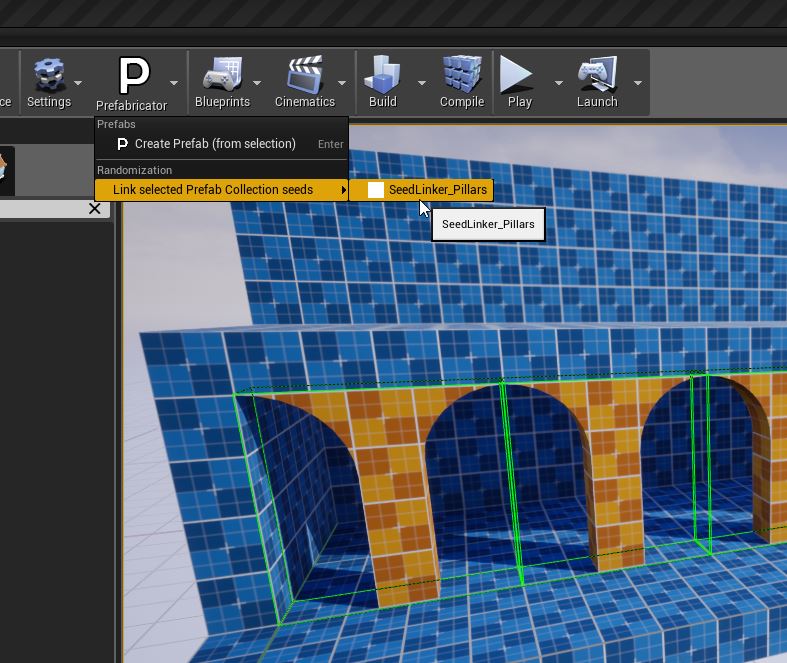 ce
Settings
P
Prefabricator
Blueprints
Cinematics
Build
Compile
Play
Launch
Prefabs
P Create Prefab (from selection) Enter
Randomization
Link selected Prefab Collection seeds
SeedLinker_Pillars
SeedLinker_Pillars